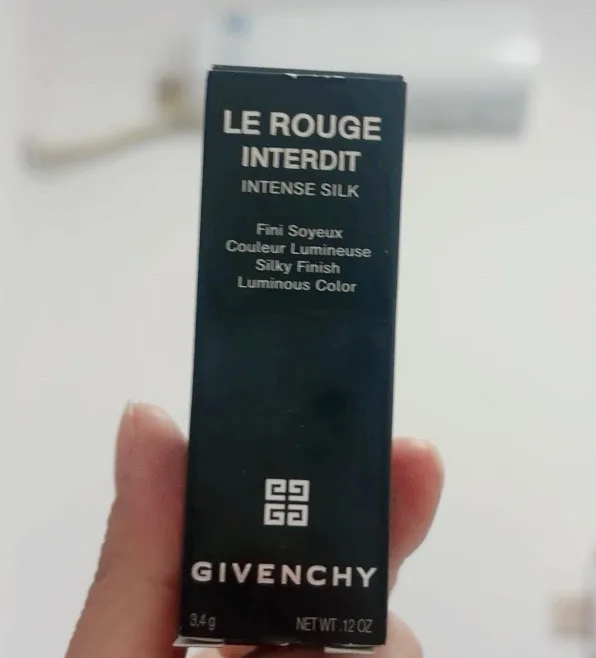 LE ROUGE
INTERDIT
INTENSE SILK
Fini Soyeux
Couleur Lumineuse
Silky Finish
Luminous Color
GIVENCHY
3,4 g NET WT .12 OZ